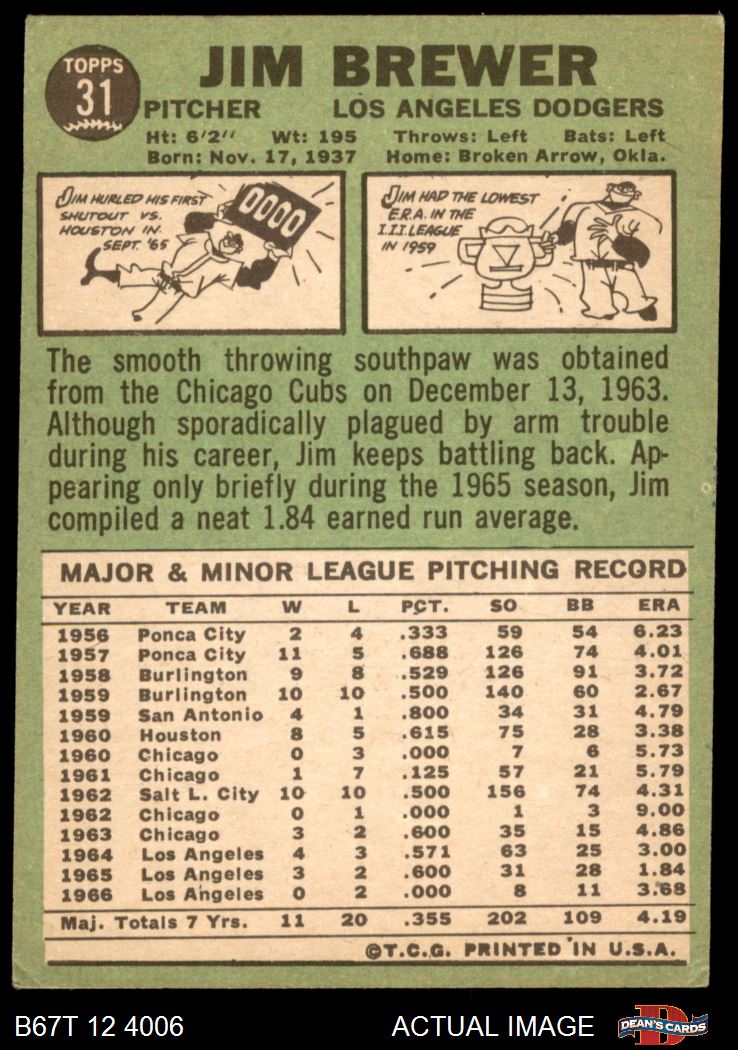 TOPPS
31
JIM BREWER
PITCHER LOS ANGELES DODGERS
Ht: 6'2" Wt: 195 Throws: Left Bats: Left
Born: Nov. 17, 1937 Home: Broken Arrow, Okla.
JIM HURLED HIS FIRST
SHUTOUT VS.
HOUSTON IN
SEPT. '65
0000
JIM HAD THE LOWEST
E.R.A. IN THE
I.I.I. LEAGUE
IN 1959
The smooth throwing southpaw was obtained
from the Chicago Cubs on December 13, 1963.
Although sporadically plagued by arm trouble
during his career, Jim keeps battling back. Ap-
pearing only briefly during the 1965 season, Jim
compiled a neat 1.84 earned run average.
MAJOR & MINOR LEAGUE PITCHING RECORD
YEAR TEAM W L PCT. SO BB ERA
1956 Ponca City 2 4 .333 59 54 6.23
1957 Ponca City 11 5 .688 126 74 4.01
1958 Burlington 9 8 .529 126 91 3.72
1959 Burlington 10 10 .500 140 60 2.67
1959 San Antonio 4 1 .800 34 31 4.79
1960 Houston 8 5 .615 75 28 3.38
1960 Chicago 0 3 .000 7 6 5.73
1961 Chicago 1 7 .125 57 21 5.79
1962 Salt L. City 10 10 .500 156 74 4.31
1962 Chicago 0 1 .000 1 3 9.00
1963 Chicago 3 2 .600 35 15 4.86
1964 Los Angeles 4 3 .571 63 25 3.00
1965 Los Angeles 3 2 .600 31 28 1.84
1966 Los Angeles 0 2 .000 8 11 3.68
Maj. Totals 7 Yrs. 11 20 .355 202 109 4.19
©T.C.G. PRINTED IN U.S.A.
B67T 12 4006 ACTUAL IMAGE DEAN'S CARDS